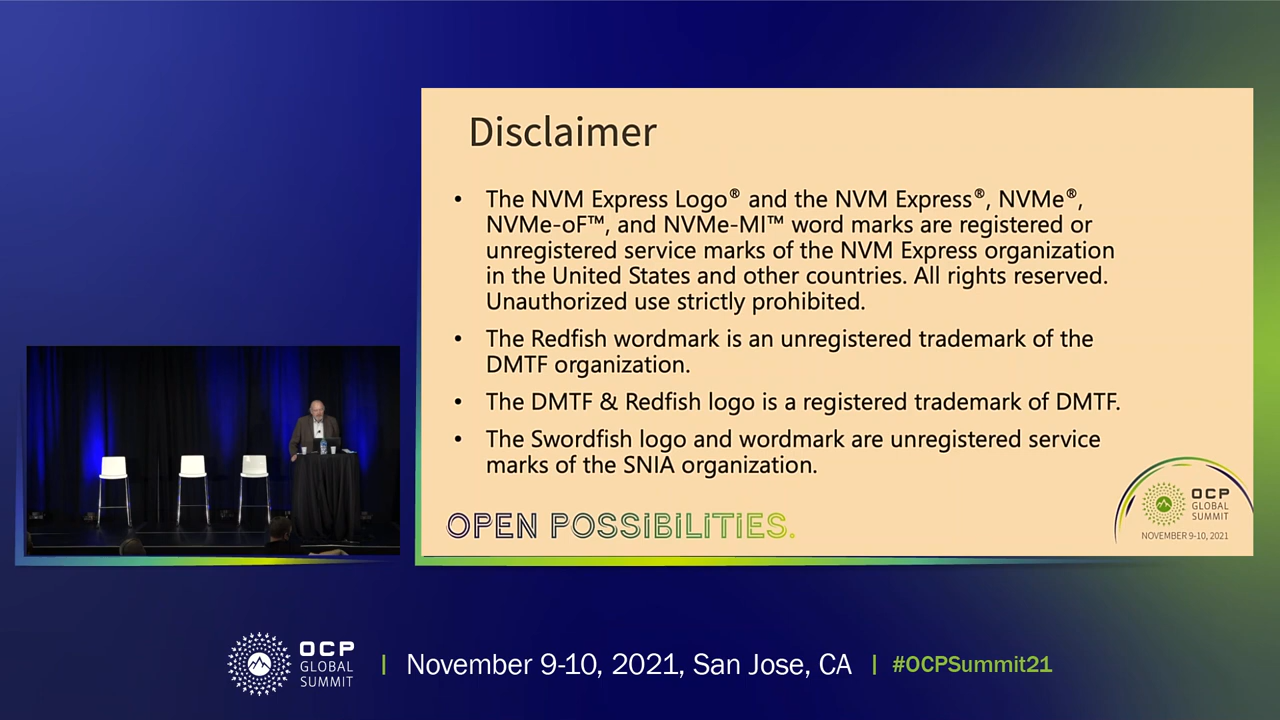 Disclaimer
• The NVM Express Logo® and the NVM Express®, NVMe®,
NVMe-oF™, and NVMe-MI™ word marks are registered or
unregistered service marks of the NVM Express organization
in the United States and other countries. All rights reserved.
Unauthorized use strictly prohibited.
• The Redfish wordmark is an unregistered trademark of the
DMTF organization.
• The DMTF & Redfish logo is a registered trademark of DMTF.
• The Swordfish logo and wordmark are unregistered service
marks of the SNIA organization.
OPEN POSSIBILITIES.
OCP
GLOBAL
SUMMIT
NOVEMBER 9-10, 2021
OCP
GLOBAL
SUMMIT
| November 9-10, 2021, San Jose, CA | #OCPSummit21